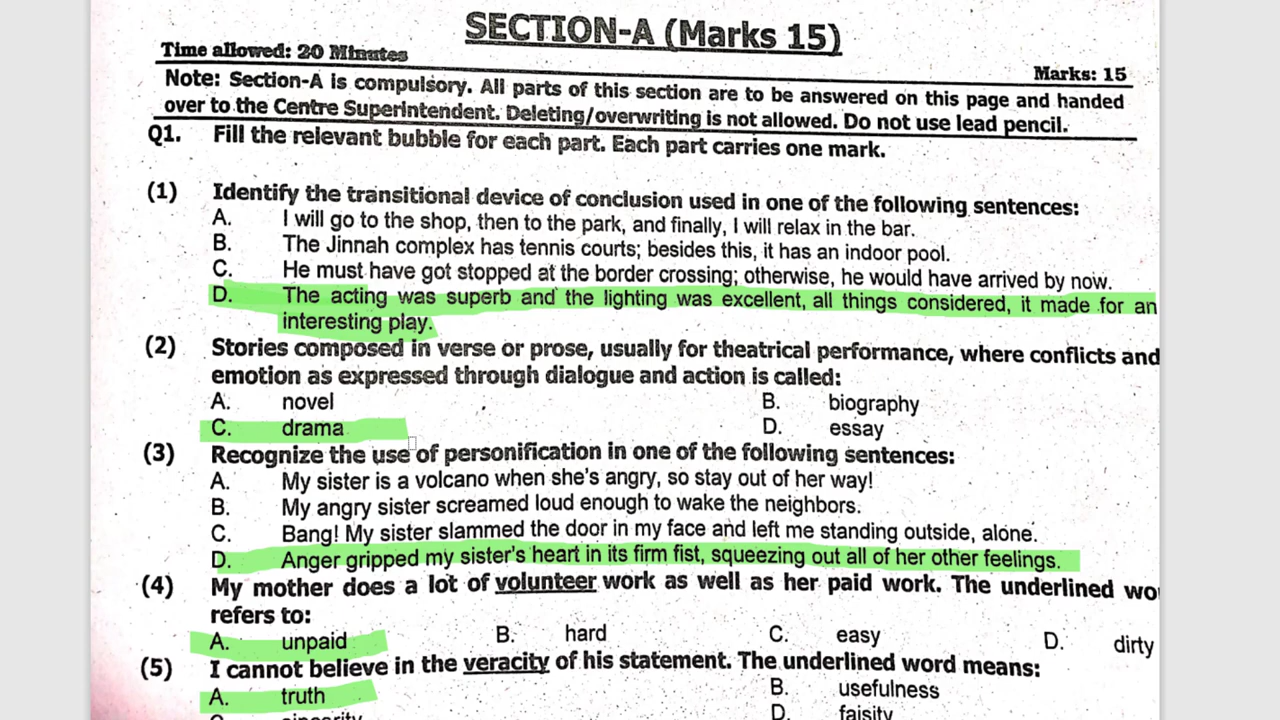 SECTION-A (Marks 15)
Time allowed: 20 Minutes
Marks: 15
Note: Section-A is compulsory. All parts of this section are to be answered on this page and handed
over to the Centre Superintendent. Deleting/overwriting is not allowed. Do not use lead pencil.
Q1. Fill the relevant bubble for each part. Each part carries one mark.
(1) Identify the transitional device of conclusion used in one of the following sentences:
A. I will go to the shop, then to the park, and finally, I will relax in the bar.
B. The Jinnah complex has tennis courts; besides this, it has an indoor pool.
C. He must have got stopped at the border crossing; otherwise, he would have arrived by now.
D. The acting was superb and the lighting was excellent, all things considered, it made for an
interesting play.
(2) Stories composed in verse or prose, usually for theatrical performance, where conflicts and
emotion as expressed through dialogue and action is called:
A. novel B. biography
C. drama D. essay
(3) Recognize the use of personification in one of the following sentences:
A. My sister is a volcano when she's angry, so stay out of her way!
B. My angry sister screamed loud enough to wake the neighbors.
C. Bang! My sister slammed the door in my face and left me standing outside, alone.
D. Anger gripped my sister's heart in its firm fist, squeezing out all of her other feelings.
(4) My mother does a lot of volunteer work as well as her paid work. The underlined
refers to:
A. unpaid B. hard C. easy D. dirty
(5) I cannot believe in the veracity of his statement. The underlined word means:
A. truth B. usefulness
C. sincerity D. falsity